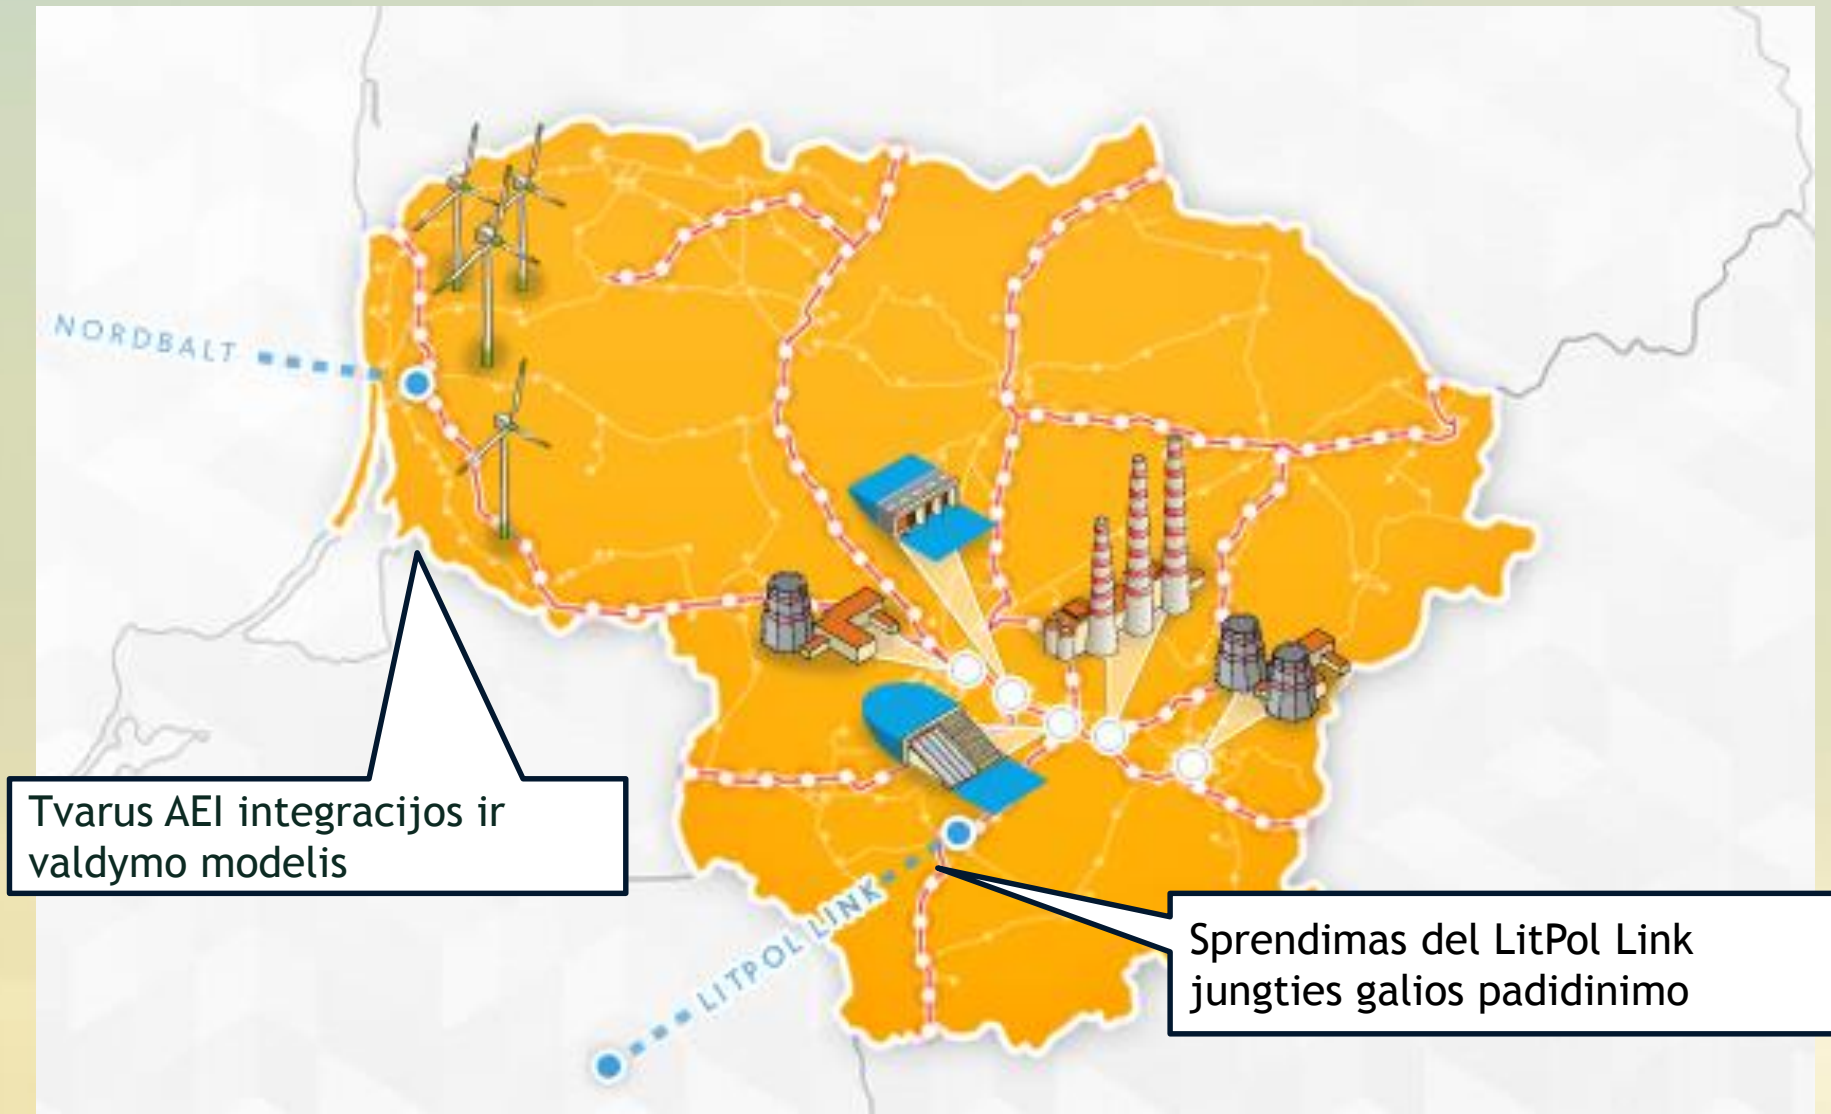 NORDBALT
Tvarus AEI integracijos ir
valdymo modelis
LITPOL LINK
Sprendimas del LitPol Link
jungties galios padidinimo